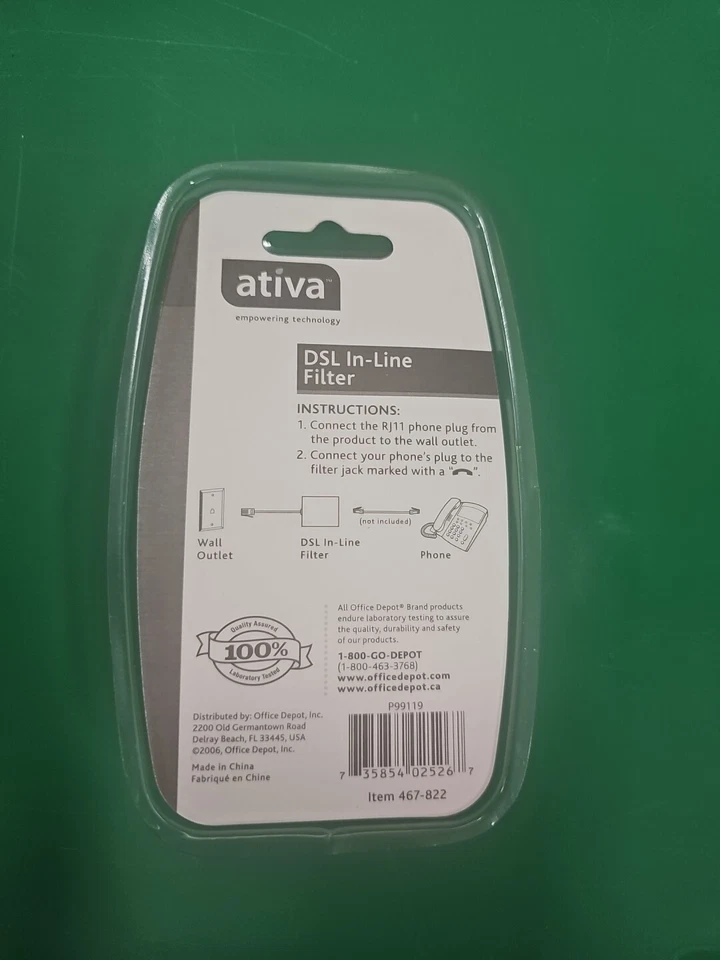 ativa™
empowering technology
DSL In-Line
Filter
INSTRUCTIONS:
1. Connect the RJ11 phone plug from
the product to the wall outlet.
2. Connect your phone's plug to the
filter jack marked with a " ".
(not included)
Wall
Outlet
DSL In-Line
Filter
Phone
Quality Assured
100%
Laboratory Tested
All Office Depot® Brand products
endure laboratory testing to assure
the quality, durability and safety
of our products.
1-800-GO-DEPOT
(1-800-463-3768)
www.officedepot.com
www.officedepot.ca
Distributed by: Office Depot, Inc.
2200 Old Germantown Road
Delray Beach, FL 33445, USA
©2006, Office Depot, Inc.
Made in China
Fabriqué en Chine
P99119
7 35854 02526 7
Item 467-822